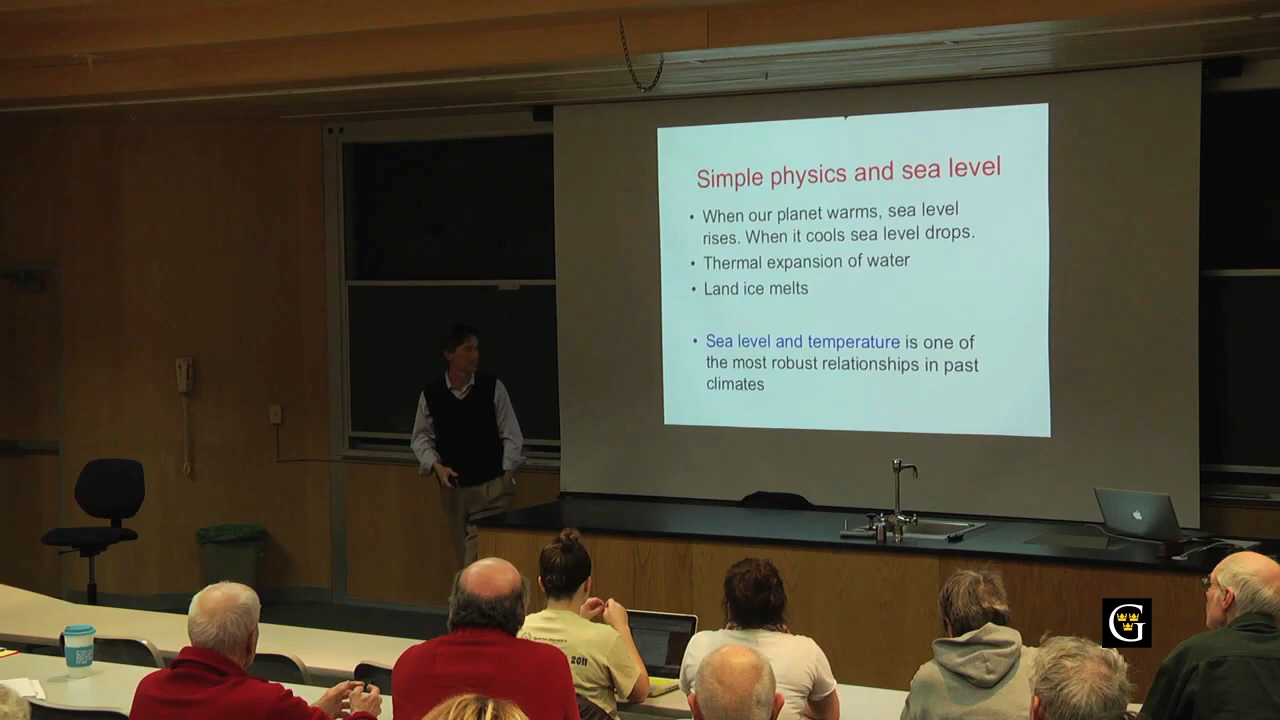 Simple physics and sea level
• When our planet warms, sea level
rises. When it cools sea level drops.
• Thermal expansion of water
• Land ice melts
• Sea level and temperature is one of
the most robust relationships in past
climates
2011
G